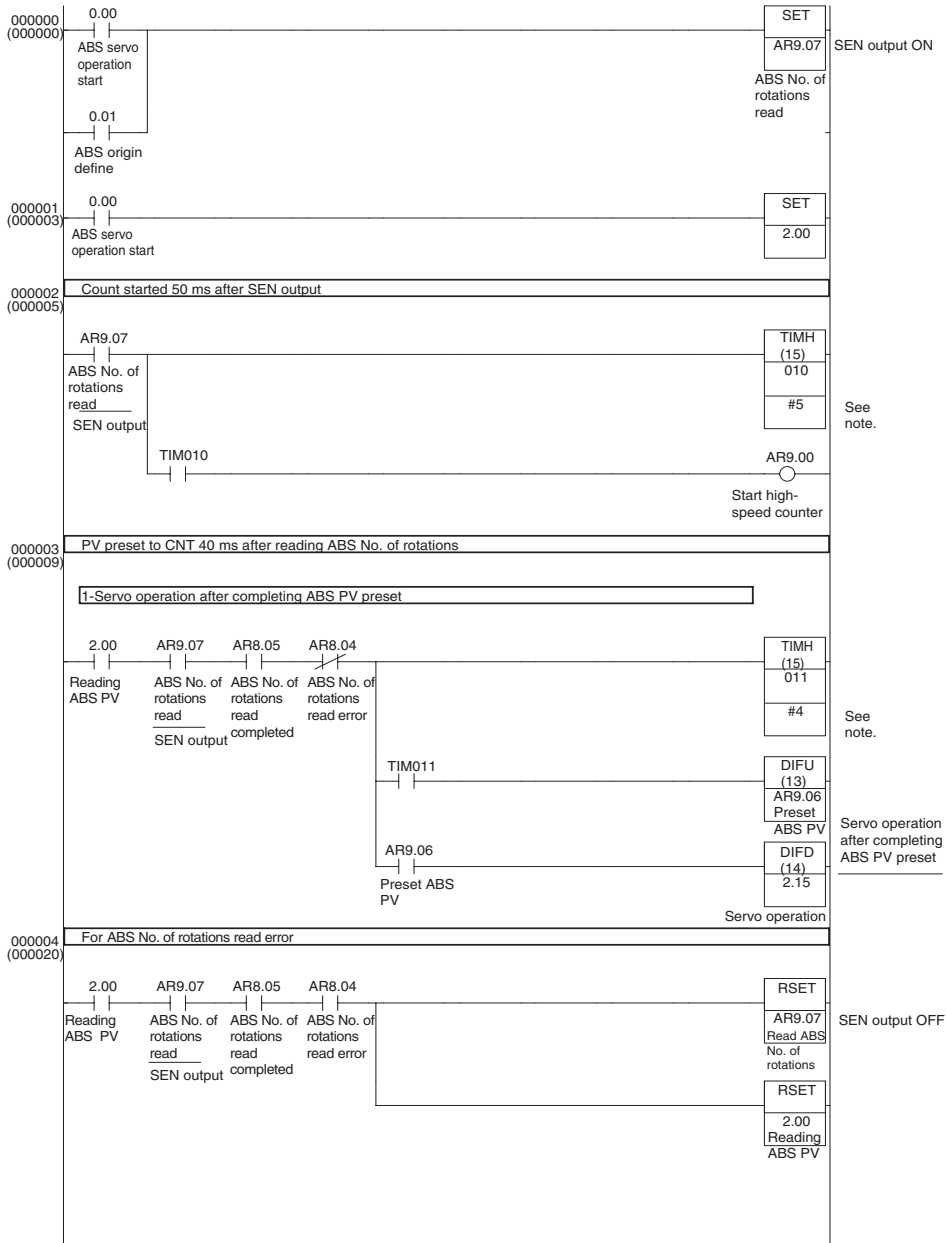 000000
(000000)
0.00
ABS servo
operation
start
SET
AR9.07
ABS No. of
rotations
read
SEN output ON
0.01
ABS origin
define
000001
(000003)
0.00
ABS servo
operation start
SET
2.00
000002
(000005)
Count started 50 ms after SEN output
AR9.07
ABS No. of
rotations
read
SEN output
TIMH
(15)
010
#5
See
note.
TIM010
AR9.00
Start high-
speed counter
000003
(000009)
PV preset to CNT 40 ms after reading ABS No. of rotations
1-Servo operation after completing ABS PV preset
2.00
Reading
ABS PV
AR9.07
ABS No. of
rotations
read
SEN output
AR8.05
ABS No. of
rotations
read
completed
AR8.04
ABS No. of
rotations
read error
TIMH
(15)
011
#4
See
note.
TIM011
DIFU
(13)
AR9.06
Preset
ABS PV
Servo operation
after completing
ABS PV preset
AR9.06
Preset ABS
PV
DIFD
(14)
2.15
Servo operation
000004
(000020)
For ABS No. of rotations read error
2.00
Reading
ABS PV
AR9.07
ABS No. of
rotations
read
SEN output
AR8.05
ABS No. of
rotations
read
completed
AR8.04
ABS No. of
rotations
read error
RSET
AR9.07
Read ABS
No. of
rotations
SEN output OFF
RSET
2.00
Reading
ABS PV